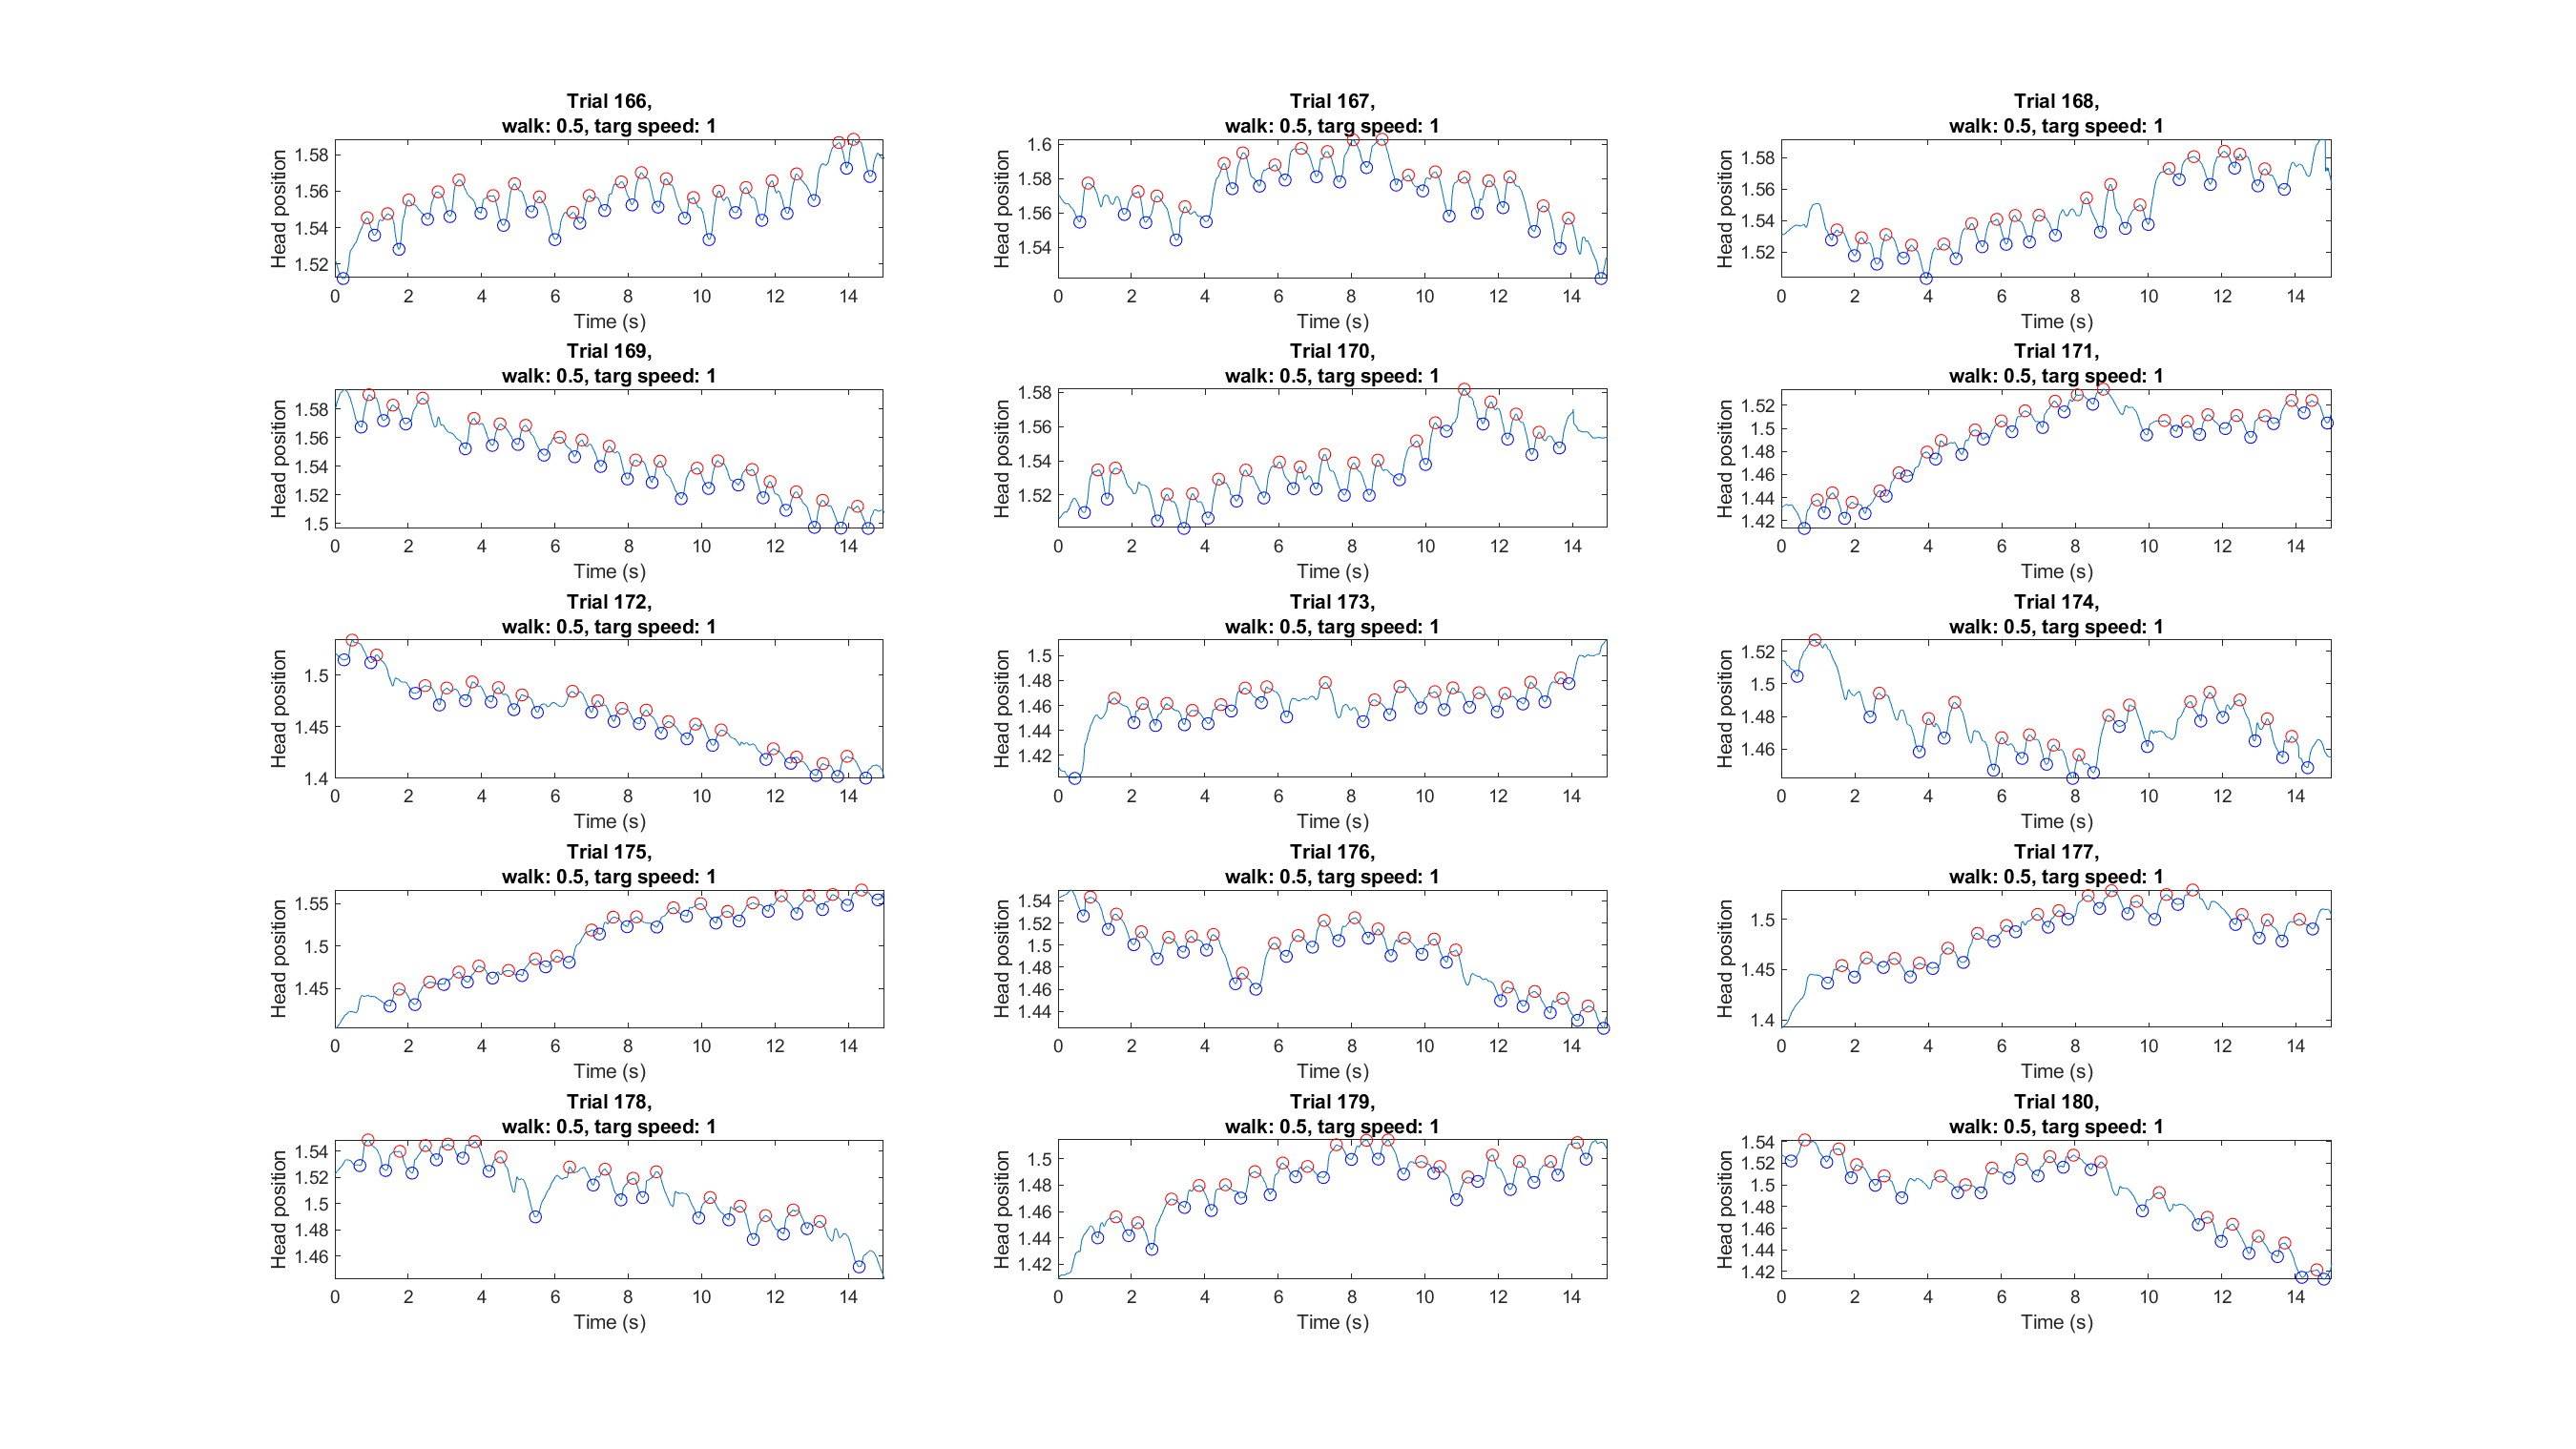 Trial 166,
walk: 0.5, targ speed: 1
Head position
1.58
1.56
1.54
1.52
0 2 4 6 8 10 12 14
Time (s)
Trial 167,
walk: 0.5, targ speed: 1
Head position
1.6
1.58
1.56
1.54
0 2 4 6 8 10 12 14
Time (s)
Trial 168,
walk: 0.5, targ speed: 1
Head position
1.58
1.56
1.54
1.52
0 2 4 6 8 10 12 14
Time (s)
Trial 169,
walk: 0.5, targ speed: 1
Head position
1.58
1.56
1.54
1.52
1.5
0 2 4 6 8 10 12 14
Time (s)
Trial 170,
walk: 0.5, targ speed: 1
Head position
1.58
1.56
1.54
1.52
0 2 4 6 8 10 12 14
Time (s)
Trial 171,
walk: 0.5, targ speed: 1
Head position
1.52
1.5
1.48
1.46
1.44
1.42
0 2 4 6 8 10 12 14
Time (s)
Trial 172,
walk: 0.5, targ speed: 1
Head position
1.5
1.45
1.4
0 2 4 6 8 10 12 14
Time (s)
Trial 173,
walk: 0.5, targ speed: 1
Head position
1.5
1.48
1.46
1.44
1.42
0 2 4 6 8 10 12 14
Time (s)
Trial 174,
walk: 0.5, targ speed: 1
Head position
1.52
1.5
1.48
1.46
0 2 4 6 8 10 12 14
Time (s)
Trial 175,
walk: 0.5, targ speed: 1
Head position
1.55
1.5
1.45
0 2 4 6 8 10 12 14
Time (s)
Trial 176,
walk: 0.5, targ speed: 1
Head position
1.54
1.52
1.5
1.48
1.46
1.44
0 2 4 6 8 10 12 14
Time (s)
Trial 177,
walk: 0.5, targ speed: 1
Head position
1.5
1.45
1.4
0 2 4 6 8 10 12 14
Time (s)
Trial 178,
walk: 0.5, targ speed: 1
Head position
1.54
1.52
1.5
1.48
1.46
0 2 4 6 8 10 12 14
Time (s)
Trial 179,
walk: 0.5, targ speed: 1
Head position
1.5
1.48
1.46
1.44
1.42
0 2 4 6 8 10 12 14
Time (s)
Trial 180,
walk: 0.5, targ speed: 1
Head position
1.54
1.52
1.5
1.48
1.46
1.44
1.42
0 2 4 6 8 10 12 14
Time (s)